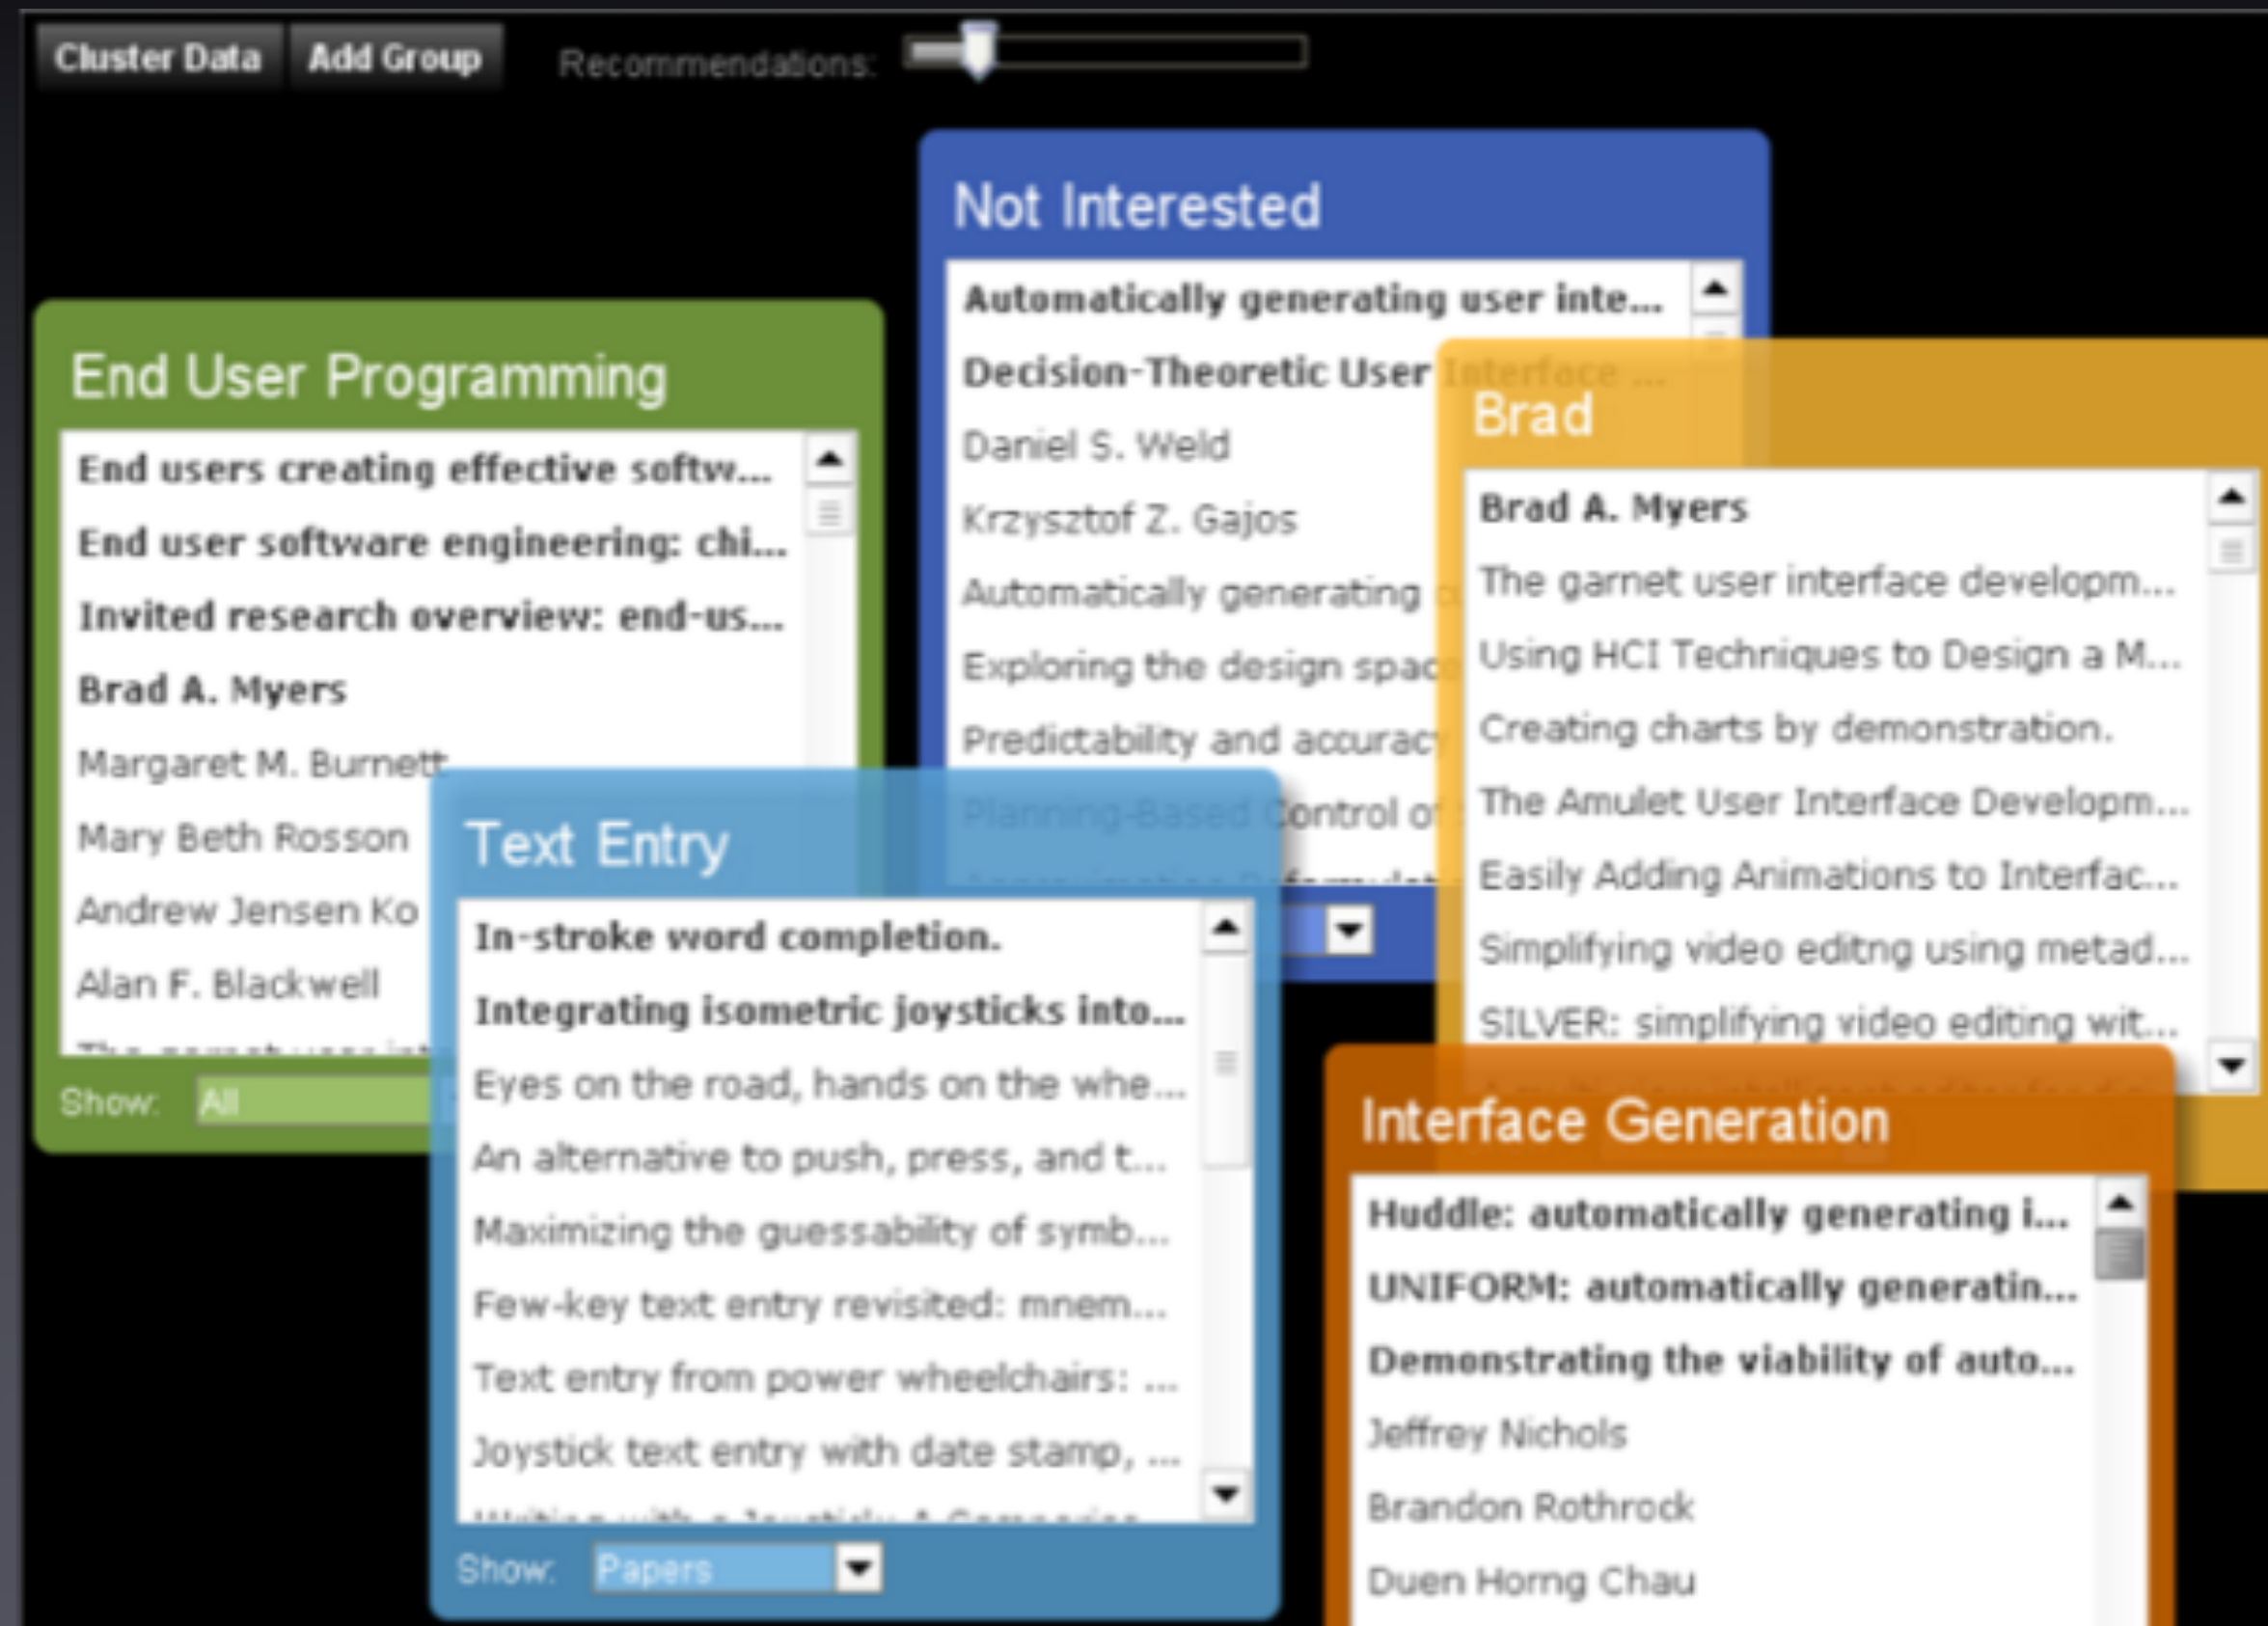 Cluster Data
Add Group
Recommendations:
Not Interested
Automatically generating user inte...
Decision-Theoretic User Interface ...
Daniel S. Weld
Krzysztof Z. Gajos
Automatically generating
Exploring the design space
Predictability and accuracy
Planning-Based Control of
End User Programming
End users creating effective softw...
End user software engineering: chi...
Invited research overview: end-us...
Brad A. Myers
Margaret M. Burnett
Mary Beth Rosson
Andrew Jensen Ko
Alan F. Blackwell
Show: All
Brad
Brad A. Myers
The garnet user interface developm...
Using HCI Techniques to Design a M...
Creating charts by demonstration.
The Amulet User Interface Developm...
Easily Adding Animations to Interfac...
Simplifying video editng using metad...
SILVER: simplifying video editing wit...
Text Entry
In-stroke word completion.
Integrating isometric joysticks into...
Eyes on the road, hands on the whe...
An alternative to push, press, and t...
Maximizing the guessability of symb...
Few-key text entry revisited: mnem...
Text entry from power wheelchairs: ...
Joystick text entry with date stamp, ...
Show: Papers
Interface Generation
Huddle: automatically generating i...
UNIFORM: automatically generatin...
Demonstrating the viability of auto...
Jeffrey Nichols
Brandon Rothrock
Duen Horng Chau